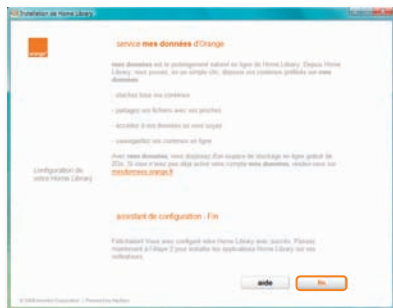 Installation de Home Library
orange
service mes données d'Orange
mes données est le prolongement naturel en ligne de Home Library. Depuis Home
Library, vous pouvez, en un simple clic, déposer vos contenus préférés sur mes
données
- stockez tous vos contenus
- partagez vos fichiers avec vos proches
- accédez à vos données où vous soyez
- sauvegardez vos contenus en ligne
Avec mes données, vous disposez d'un espace de stockage en ligne gratuit de
2Go. Si vous n'avez pas déjà activé votre compte mes données, rendez-vous sur
mesdonnees.orange.fr
configuration de
votre Home Library
assistant de configuration - Fin
Félicitations! Vous avez configuré votre Home Library avec succès. Passez
maintenant à l'étape 2 pour installer les applications Home Library sur vos
ordinateurs.
aide
fin